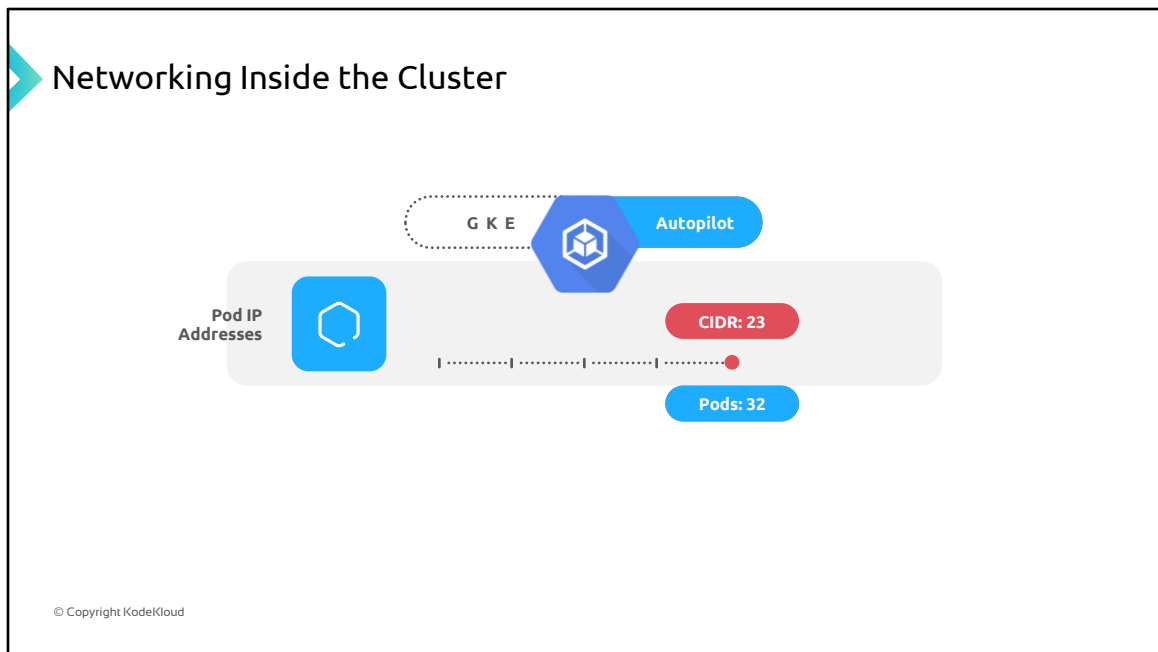 Networking Inside the Cluster
G K E
Autopilot
Pod IP
Addresses
CIDR: 23
Pods: 32
© Copyright KodeKloud